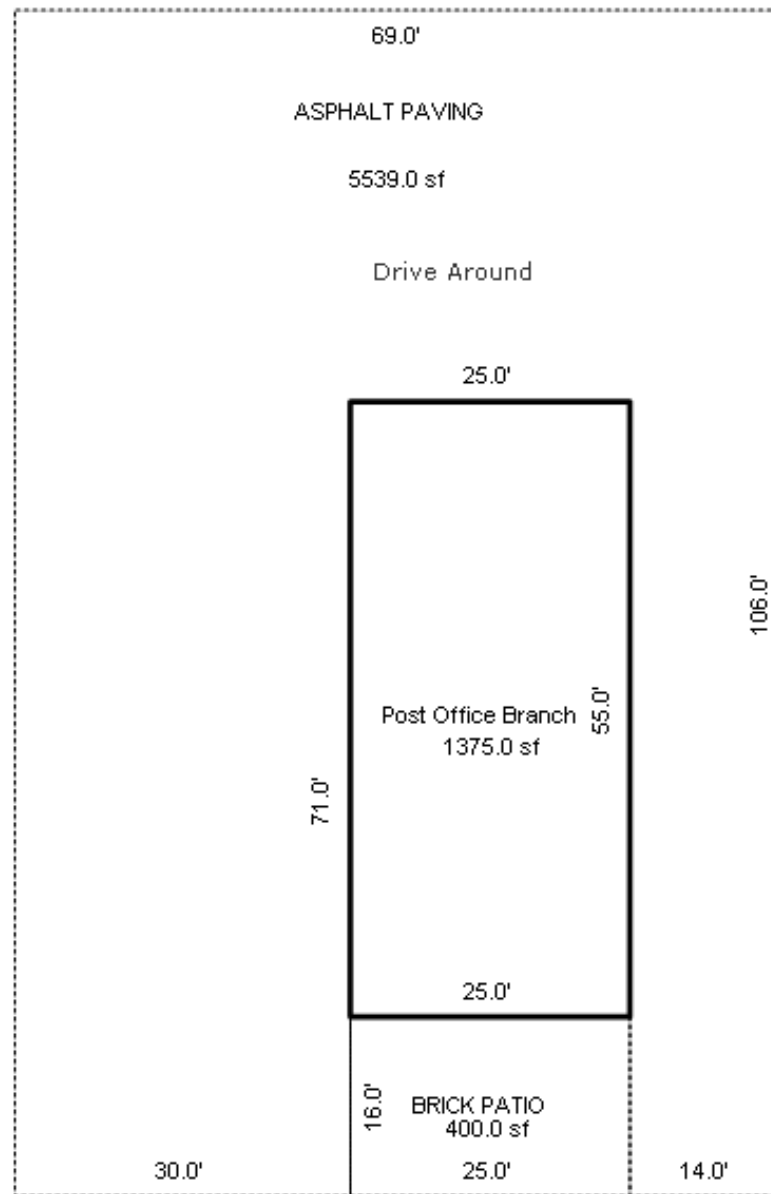 69.0'
ASPHALT PAVING
5539.0 sf
Drive Around
25.0'
106.0'
Post Office Branch
1375.0 sf
55.0'
71.0'
25.0'
16.0'
BRICK PATIO
400.0 sf
30.0'
25.0'
14.0'